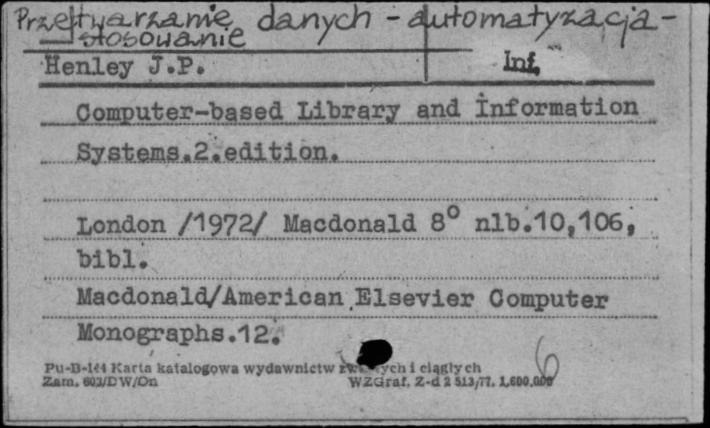 Przetwarzanie danych - automatyzacja -
stosowanie
Henley J.P. Inf.
Computer-based Library and Information
Systems.2.edition.
London /1972/ Macdonald 8° nlb.10,106,
bibl.
Macdonald/American Elsevier Computer
Monographs.12.
Pu-B-144 Karta katalogowa wydawnictw i ciągłych
Zam. 603/DW/Dn WZGraf. Z-d 2 513/77. 1,600,000
6